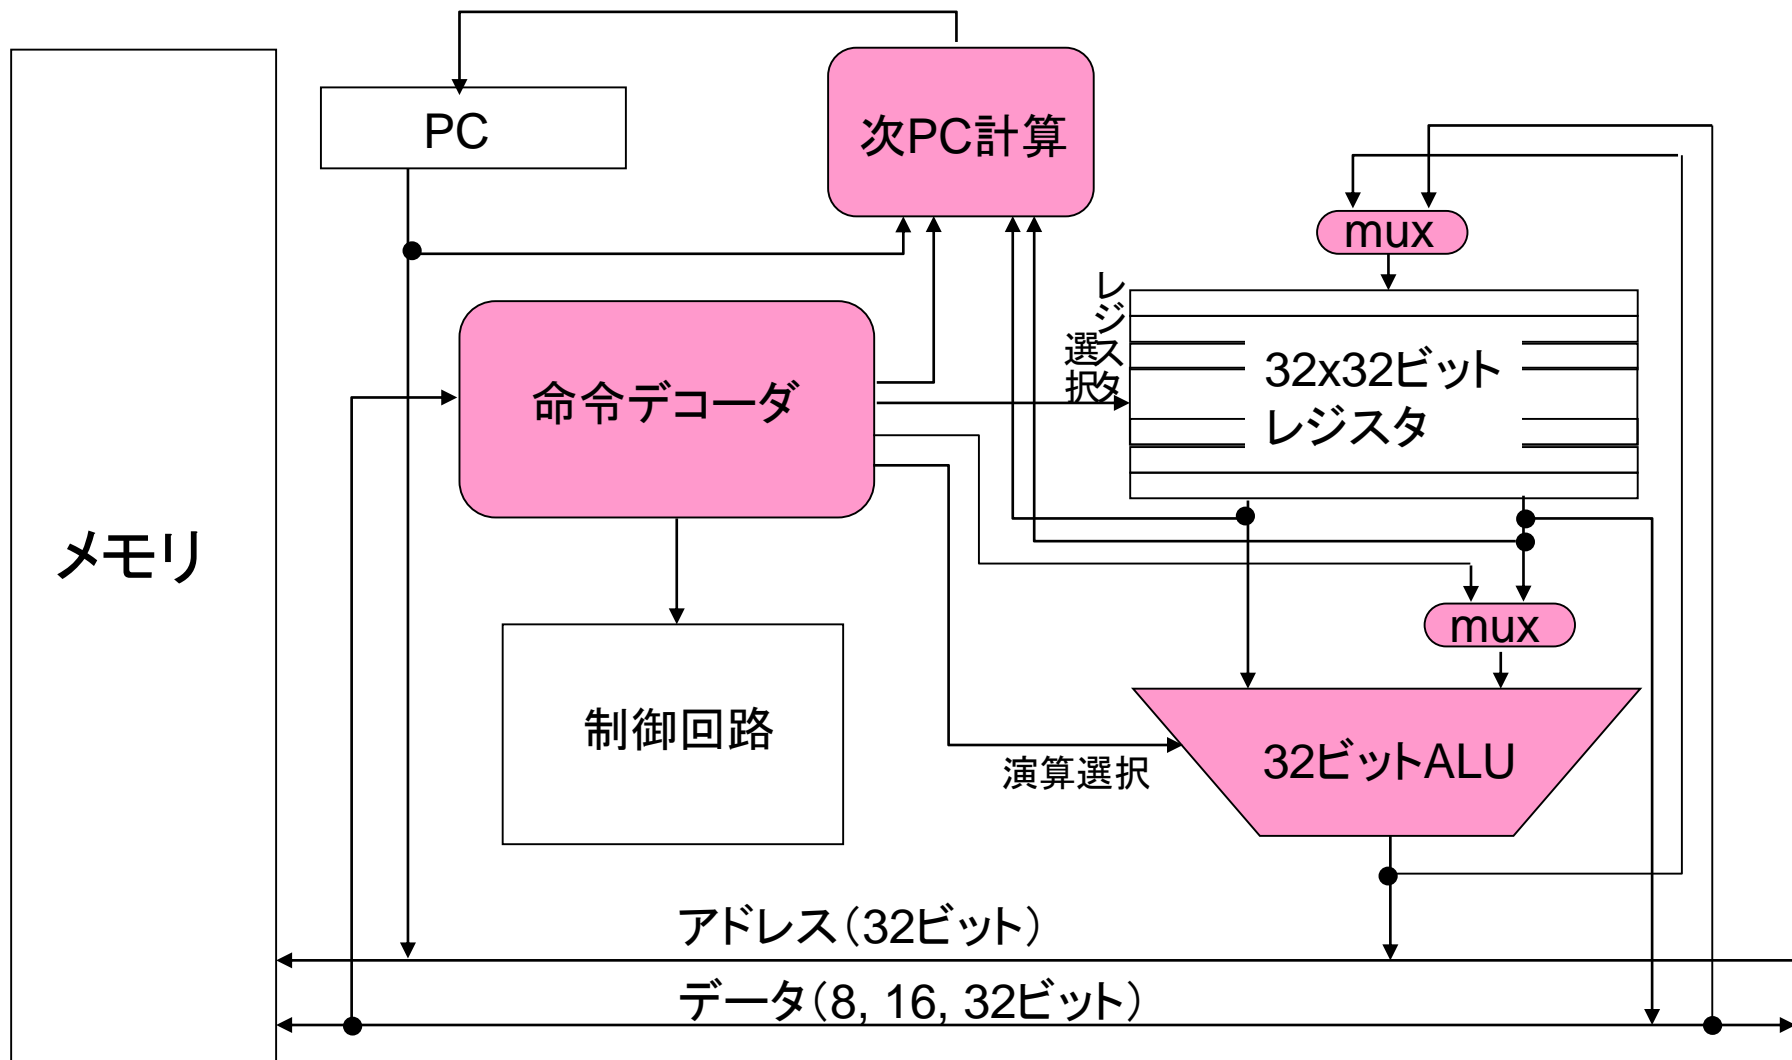 PC
次PC計算
mux
レジスタ
選択
32x32ビット
レジスタ
命令デコーダ
メモリ
mux
制御回路
32ビットALU
演算選択
アドレス(32ビット)
データ(8, 16, 32ビット)